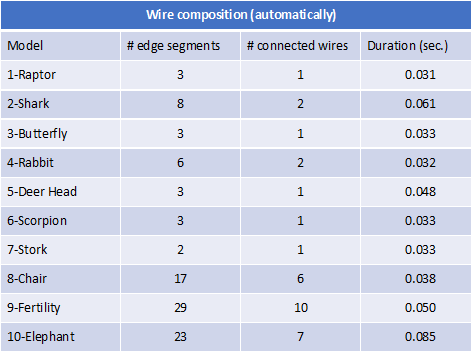 Wire composition (automatically)
Model # edge segments # connected wires Duration (sec.)
1-Raptor 3 1 0.031
2-Shark 8 2 0.061
3-Butterfly 3 1 0.033
4-Rabbit 6 2 0.032
5-Deer Head 3 1 0.048
6-Scorpion 3 1 0.033
7-Stork 2 1 0.033
8-Chair 17 6 0.038
9-Fertility 29 10 0.050
10-Elephant 23 7 0.085